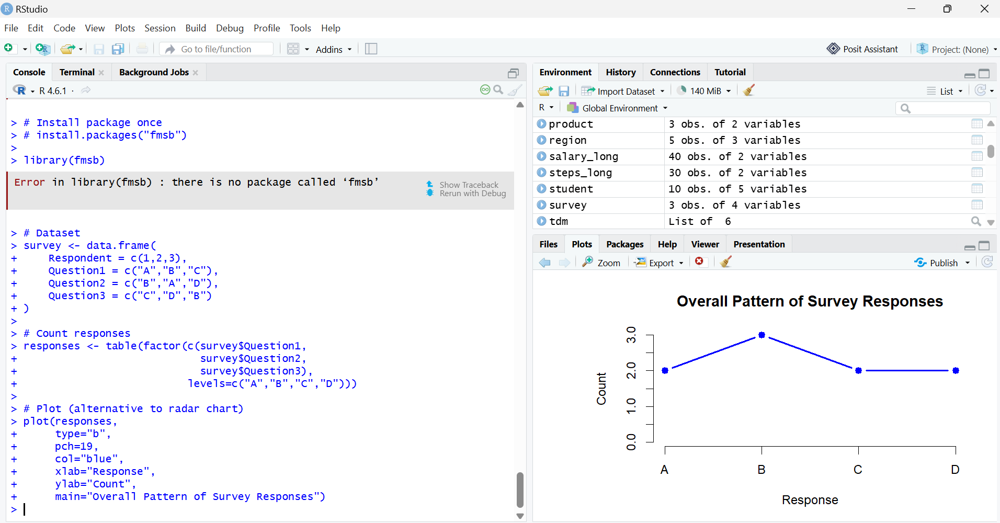 RStudio
File Edit Code View Plots Session Build Debug Profile Tools Help
Go to file/function Addins Posit Assistant Project: (None)
Console Terminal Background Jobs
R 4.6.1 ·
> # Install package once
> # install.packages("fmsb")
>
> library(fmsb)
Error in library(fmsb) : there is no package called ‘fmsb’
Show Traceback
Rerun with Debug
> # Dataset
> survey <- data.frame(
+     Respondent = c(1,2,3),
+     Question1 = c("A","B","C"),
+     Question2 = c("B","A","D"),
+     Question3 = c("C","D","B")
+ )
>
> # Count responses
> responses <- table(factor(c(survey$Question1,
+                             survey$Question2,
+                             survey$Question3),
+                           levels=c("A","B","C","D")))
>
> # Plot (alternative to radar chart)
> plot(responses,
+      type="b",
+      pch=19,
+      col="blue",
+      xlab="Response",
+      ylab="Count",
+      main="Overall Pattern of Survey Responses")
>
Environment History Connections Tutorial
Import Dataset 140 MiB List
R Global Environment
product 3 obs. of 2 variables
region 5 obs. of 3 variables
salary_long 40 obs. of 2 variables
steps_long 30 obs. of 2 variables
student 10 obs. of 5 variables
survey 3 obs. of 4 variables
tdm List of  6
Files Plots Packages Help Viewer Presentation
Zoom Export Publish
Overall Pattern of Survey Responses
3.0
2.0
1.0
0.0
Count
A B C D
Response